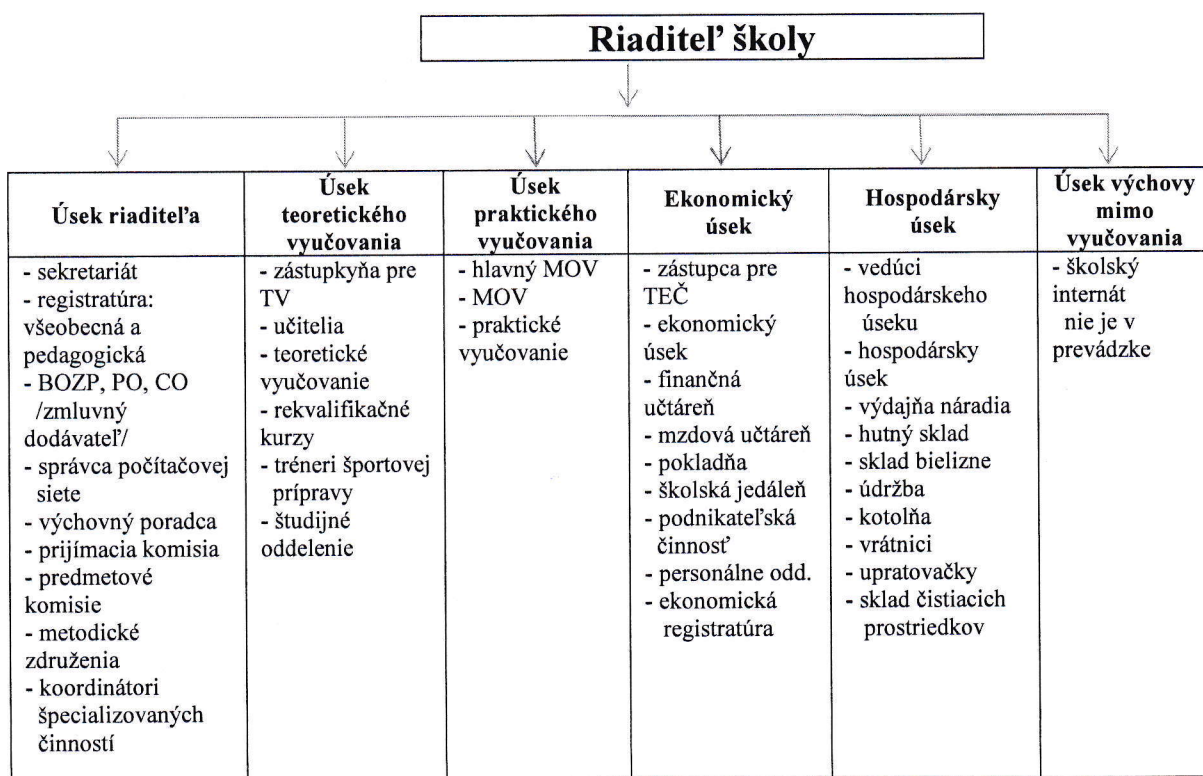 Riaditeľ školy
Úsek riaditeľa
- sekretariát
- registratúra:
všeobecná a
pedagogická
- BOZP, PO, CO
/zmluvný
dodávateľ/
- správca počítačovej
siete
- výchovný poradca
- prijímacia komisia
- predmetové
komisie
- metodické
združenia
- koordinátori
špecializovaných
činností
Úsek
teoretického
vyučovania
- zástupkyňa pre
TV
- učitelia
- teoretické
vyučovanie
- rekvalifikačné
kurzy
- tréneri športovej
prípravy
- študijné
oddelenie
Úsek
praktického
vyučovania
- hlavný MOV
- MOV
- praktické
vyučovanie
Ekonomický
úsek
- zástupca pre
TEČ
- ekonomický
úsek
- finančná
učtáreň
- mzdová učtáreň
- pokladňa
- školská jedáleň
- podnikateľská
činnosť
- personálne odd.
- ekonomická
registratúra
Hospodársky
úsek
- vedúci
hospodárskeho
úseku
- hospodársky
úsek
- výdajňa náradia
- hutný sklad
- sklad bielizne
- údržba
- kotolňa
- vrátnici
- upratovačky
- sklad čistiacich
prostriedkov
Úsek výchovy
mimo
vyučovania
- školský
internát
nie je v
prevádzke